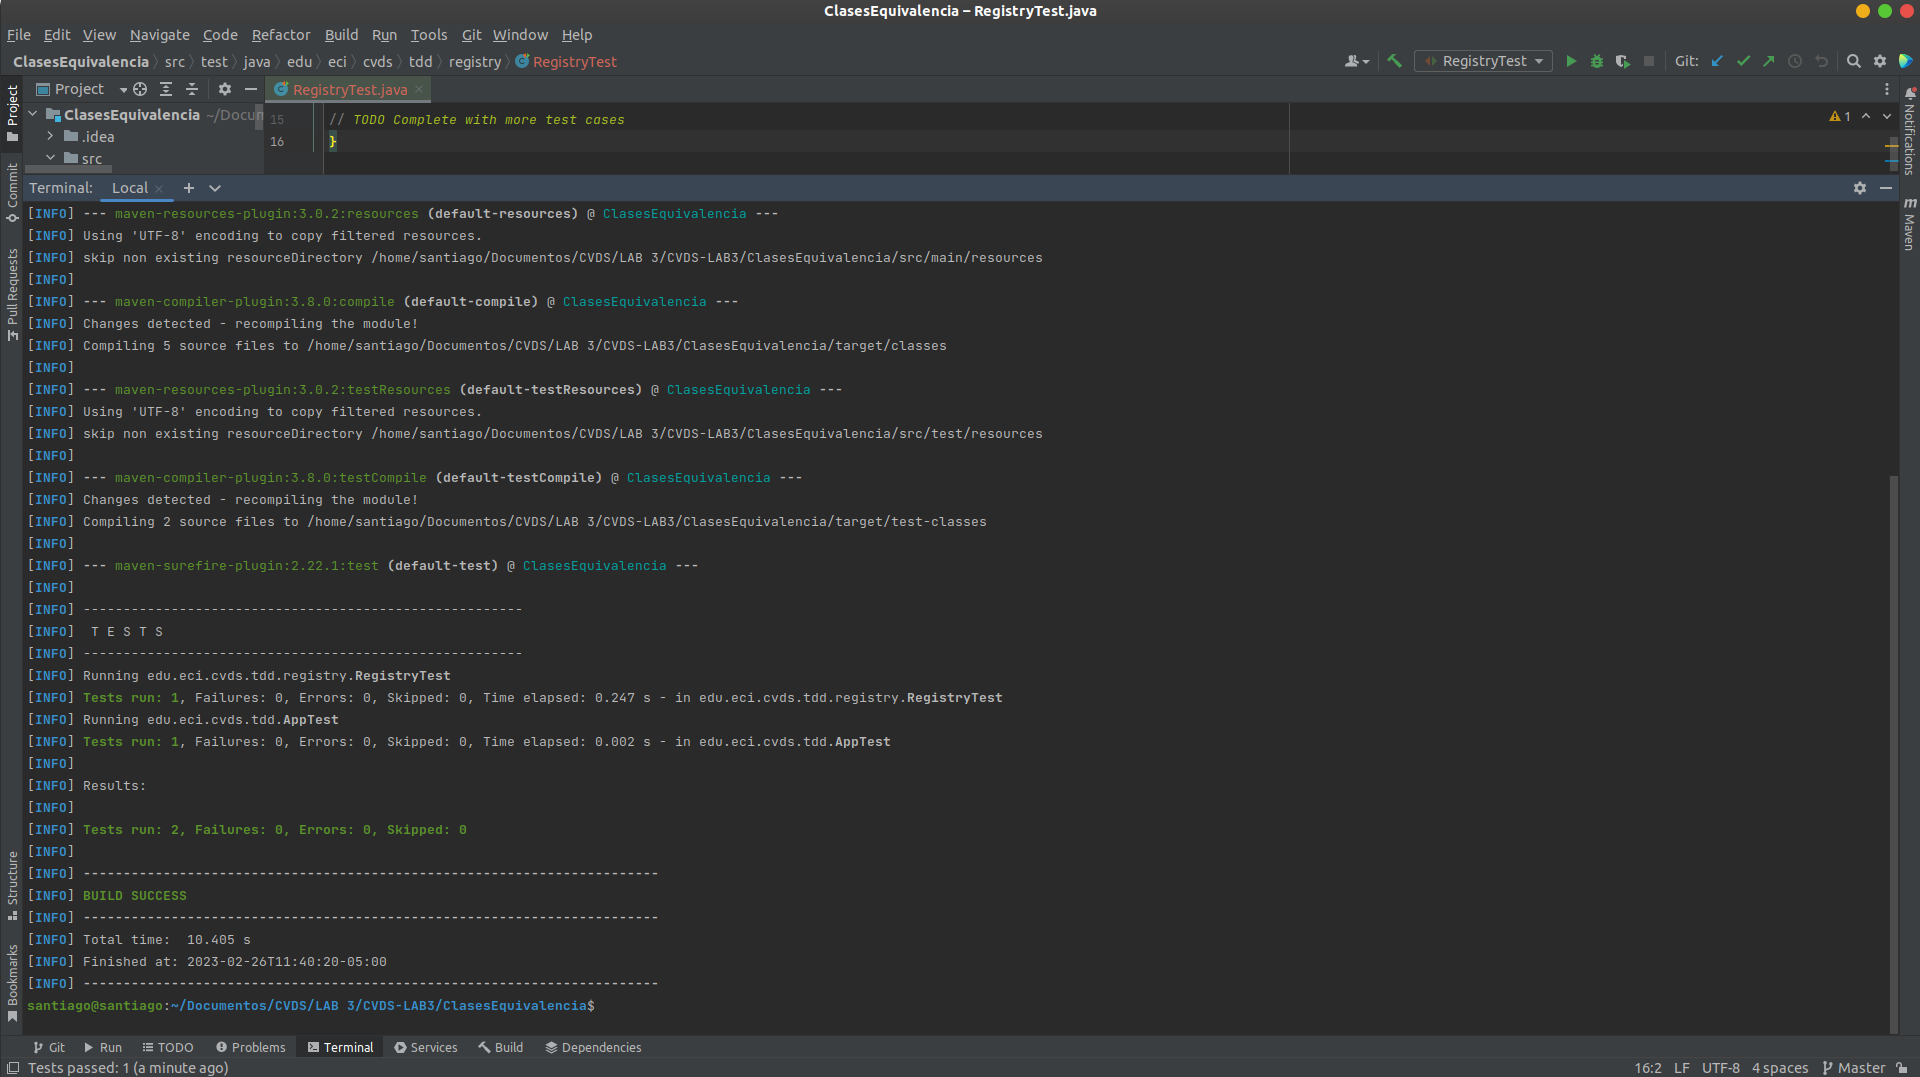 ClasesEquivalencia – RegistryTest.java
File Edit View Navigate Code Refactor Build Run Tools Git Window Help
ClasesEquivalencia src test java edu eci cvds tdd registry RegistryTest
RegistryTest
Git:
Project
RegistryTest.java
ClasesEquivalencia ~/Docum
.idea
src
15 // TODO Complete with more test cases
16 }
1
Project
Commit
Pull Requests
Structure
Bookmarks
Notifications
Maven
Terminal: Local
[INFO] --- maven-resources-plugin:3.0.2:resources (default-resources) @ ClasesEquivalencia ---
[INFO] Using 'UTF-8' encoding to copy filtered resources.
[INFO] skip non existing resourceDirectory /home/santiago/Documentos/CVDS/LAB 3/CVDS-LAB3/ClasesEquivalencia/src/main/resources
[INFO]
[INFO] --- maven-compiler-plugin:3.8.0:compile (default-compile) @ ClasesEquivalencia ---
[INFO] Changes detected - recompiling the module!
[INFO] Compiling 5 source files to /home/santiago/Documentos/CVDS/LAB 3/CVDS-LAB3/ClasesEquivalencia/target/classes
[INFO]
[INFO] --- maven-resources-plugin:3.0.2:testResources (default-testResources) @ ClasesEquivalencia ---
[INFO] Using 'UTF-8' encoding to copy filtered resources.
[INFO] skip non existing resourceDirectory /home/santiago/Documentos/CVDS/LAB 3/CVDS-LAB3/ClasesEquivalencia/src/test/resources
[INFO]
[INFO] --- maven-compiler-plugin:3.8.0:testCompile (default-testCompile) @ ClasesEquivalencia ---
[INFO] Changes detected - recompiling the module!
[INFO] Compiling 2 source files to /home/santiago/Documentos/CVDS/LAB 3/CVDS-LAB3/ClasesEquivalencia/target/test-classes
[INFO]
[INFO] --- maven-surefire-plugin:2.22.1:test (default-test) @ ClasesEquivalencia ---
[INFO]
[INFO] -------------------------------------------------------
[INFO]  T E S T S
[INFO] -------------------------------------------------------
[INFO] Running edu.eci.cvds.tdd.registry.RegistryTest
[INFO] Tests run: 1, Failures: 0, Errors: 0, Skipped: 0, Time elapsed: 0.247 s - in edu.eci.cvds.tdd.registry.RegistryTest
[INFO] Running edu.eci.cvds.tdd.AppTest
[INFO] Tests run: 1, Failures: 0, Errors: 0, Skipped: 0, Time elapsed: 0.002 s - in edu.eci.cvds.tdd.AppTest
[INFO]
[INFO] Results:
[INFO]
[INFO] Tests run: 2, Failures: 0, Errors: 0, Skipped: 0
[INFO]
[INFO] ------------------------------------------------------------------------
[INFO] BUILD SUCCESS
[INFO] ------------------------------------------------------------------------
[INFO] Total time:  10.405 s
[INFO] Finished at: 2023-02-26T11:40:20-05:00
[INFO] ------------------------------------------------------------------------
santiago@santiago:~/Documentos/CVDS/LAB 3/CVDS-LAB3/ClasesEquivalencia$
Git Run TODO Problems Terminal Services Build Dependencies
Tests passed: 1 (a minute ago) 16:2 LF UTF-8 4 spaces Master